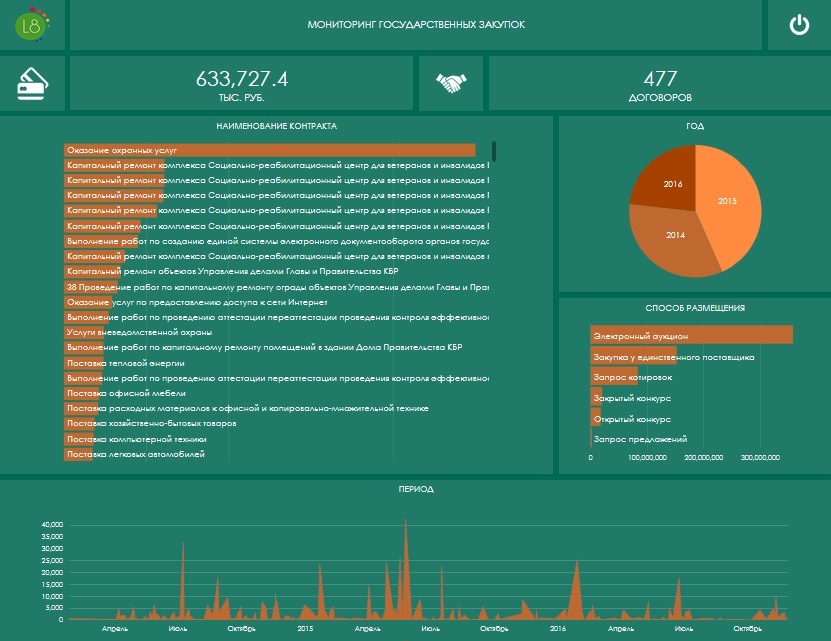 L8
МОНИТОРИНГ ГОСУДАРСТВЕННЫХ ЗАКУПОК
633,727.4
ТЫС. РУБ.
477
ДОГОВОРОВ
НАИМЕНОВАНИЕ КОНТРАКТА
Оказание охранных услуг
Капитальный ремонт комплекса Социально-реабилитационный центр для ветеранов и инвалидов
Капитальный ремонт комплекса Социально-реабилитационный центр для ветеранов и инвалидов
Капитальный ремонт комплекса Социально-реабилитационный центр для ветеранов и инвалидов
Капитальный ремонт комплекса Социально-реабилитационный центр для ветеранов и инвалидов
Капитальный ремонт комплекса Социально-реабилитационный центр для ветеранов и инвалидов
Выполнение работ по созданию единой системы электронного документооборота органов госуда
Капитальный ремонт комплекса Социально-реабилитационный центр для ветеранов и инвалидов
Капитальный ремонт объектов Управления делами Главы и Правительства КБР
38 Проведение работ по капитальному ремонту ограды объектов Управления делами Главы и Прав
Оказание услуг по предоставлению доступа к сети Интернет
Выполнение работ по проведению аттестации переаттестации проведения контроля эффективнос
Услуги вневедомственной охраны
Выполнение работ по капитальному ремонту помещений в здании Дома Правительства КБР
Поставка тепловой энергии
Выполнение работ по проведению аттестации переаттестации проведения контроля эффективнос
Поставка офисной мебели
Поставка расходных материалов к офисной и копировально-множительной технике
Поставка хозяйственно-бытовых товаров
Поставка компьютерной техники
Поставка легковых автомобилей
ГОД
2016
2015
2014
СПОСОБ РАЗМЕЩЕНИЯ
Электронный аукцион
Закупка у единственного поставщика
Запрос котировок
Закрытый конкурс
Открытый конкурс
Запрос предложений
0 100,000,000 200,000,000 300,000,000
ПЕРИОД
40,000
35,000
30,000
25,000
20,000
15,000
10,000
5,000
0
Апрель Июль Октябрь 2015 Апрель Июль Октябрь 2016 Апрель Июль Октябрь